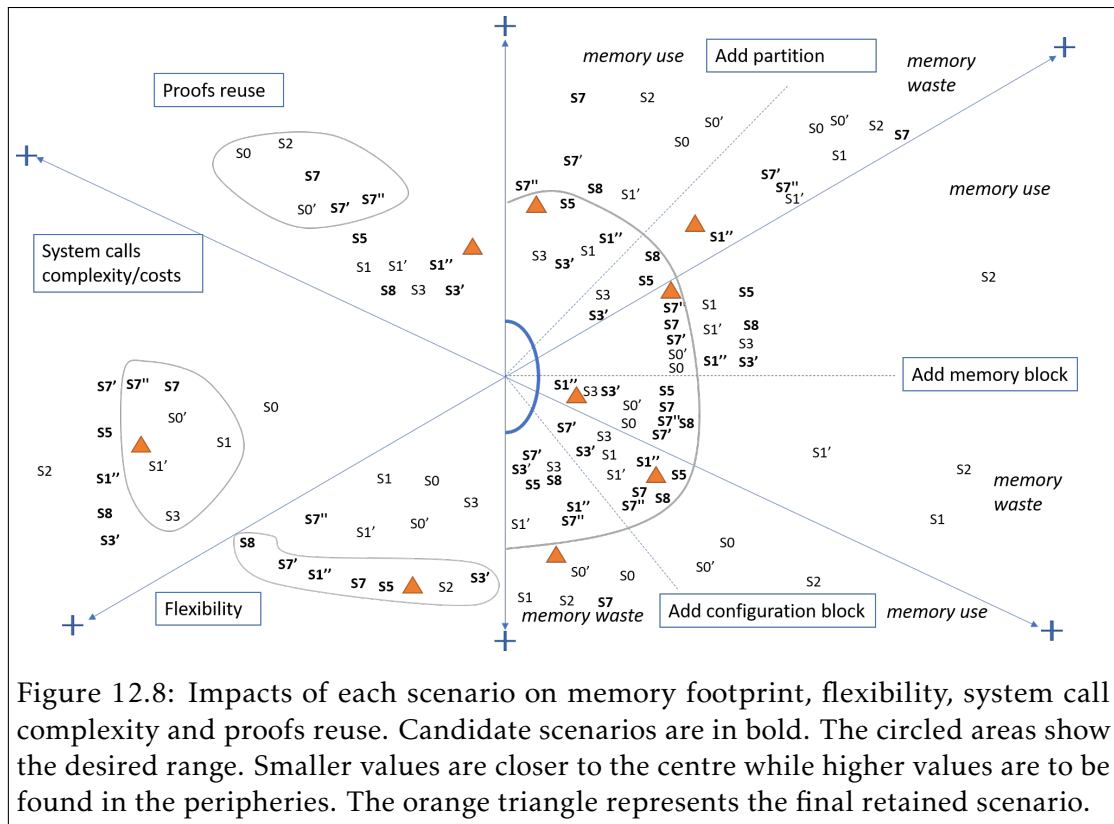 memory use
Add partition
memory
waste
Proofs reuse
S7
S2
S0'
S0
S0
S0'
S2
S7
S1
S0
S2
S7
S7'
S8
S1'
S7'
S7''
S1'
memory use
S0'
S7'
S7''
S7''
S5
S5
S1''
S1
S3
S3'
S8
S1''
System calls
complexity/costs
S1
S1'
S1''
S8
S3
S3'
S5
S3
S3'
S7''
S7
S7'
S0'
S0
S1
S5
S1'
S8
S3
S1''
S3'
S2
Add memory block
S7'
S7''
S7
S0'
S0
S5
S1
S2
S1'
S1''
S8
S3
S3'
S1''
S3
S3'
S5
S0'
S7
S0
S7''
S8
S7'
S7'
S3
S3'
S1
S1''
S1'
S5
S7'
S3'
S3
S5
S8
S7
S8
S7''
S1''
S7''
S1'
S1'
S2
memory
waste
S1
S1
S0
S3
S7''
S1'
S0'
S8
S7'
S1''
S7
S5
S2
S3'
S0'
S0
S1
S2
S7
memory waste
S0
S0'
S2
Flexibility
Add configuration block
memory use
Figure 12.8: Impacts of each scenario on memory footprint, flexibility, system call
complexity and proofs reuse. Candidate scenarios are in bold. The circled areas show
the desired range. Smaller values are closer to the centre while higher values are to be
found in the peripheries. The orange triangle represents the final retained scenario.